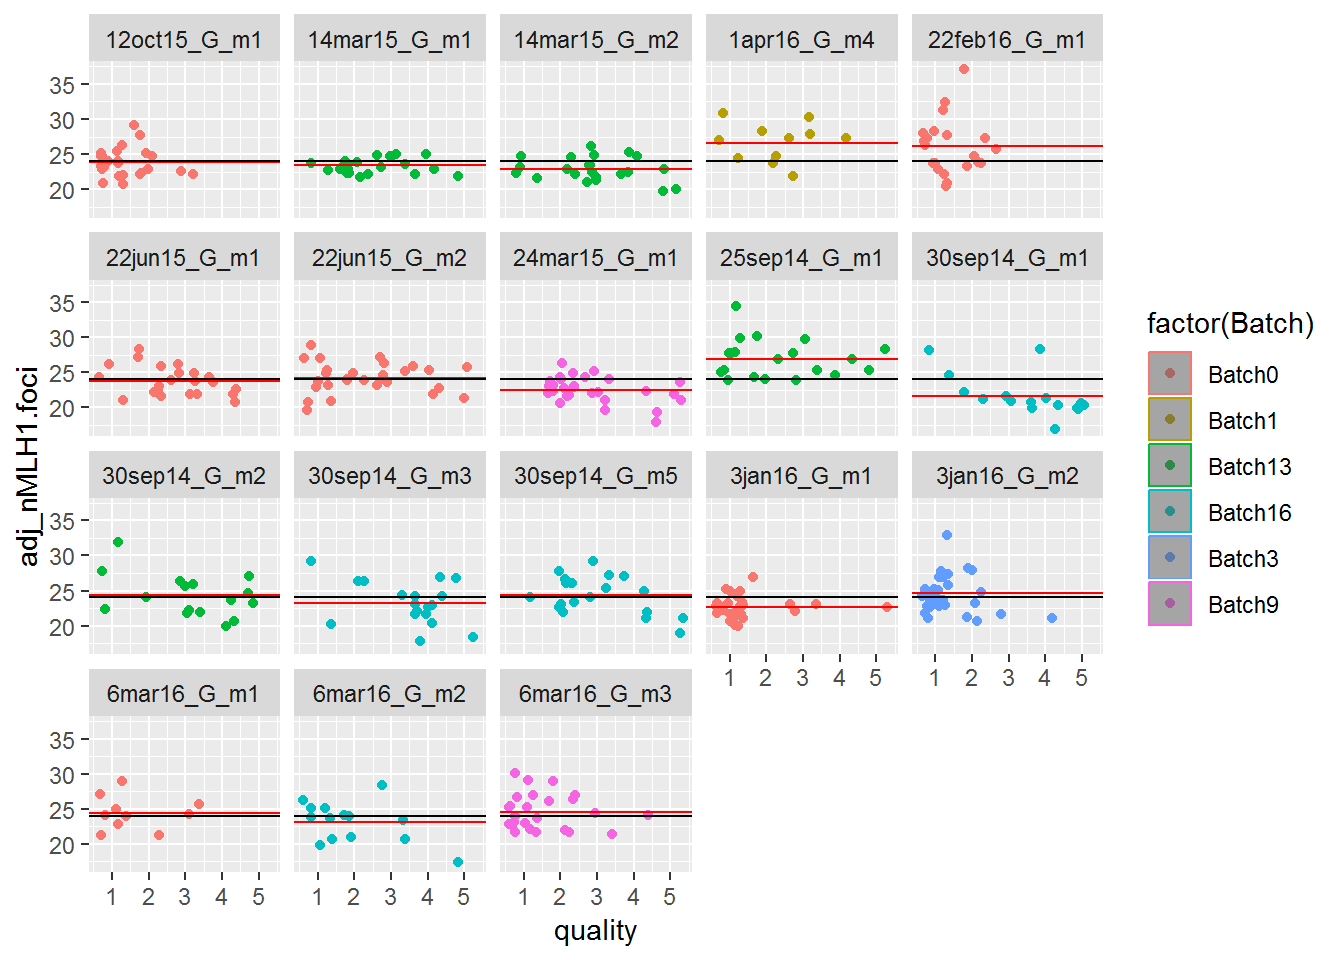 12oct15_G_m1 14mar15_G_m1 14mar15_G_m2 1apr16_G_m4 22feb16_G_m1
35
30
25
20
22jun15_G_m1 22jun15_G_m2 24mar15_G_m1 25sep14_G_m1 30sep14_G_m1
35
30
25
20
30sep14_G_m2 30sep14_G_m3 30sep14_G_m5 3jan16_G_m1 3jan16_G_m2
35
30
25
20
1 2 3 4 5 1 2 3 4 5
6mar16_G_m1 6mar16_G_m2 6mar16_G_m3
35
30
25
20
1 2 3 4 5 1 2 3 4 5 1 2 3 4 5
quality
adj_nMLH1.foci
factor(Batch)
Batch0
Batch1
Batch13
Batch16
Batch3
Batch9